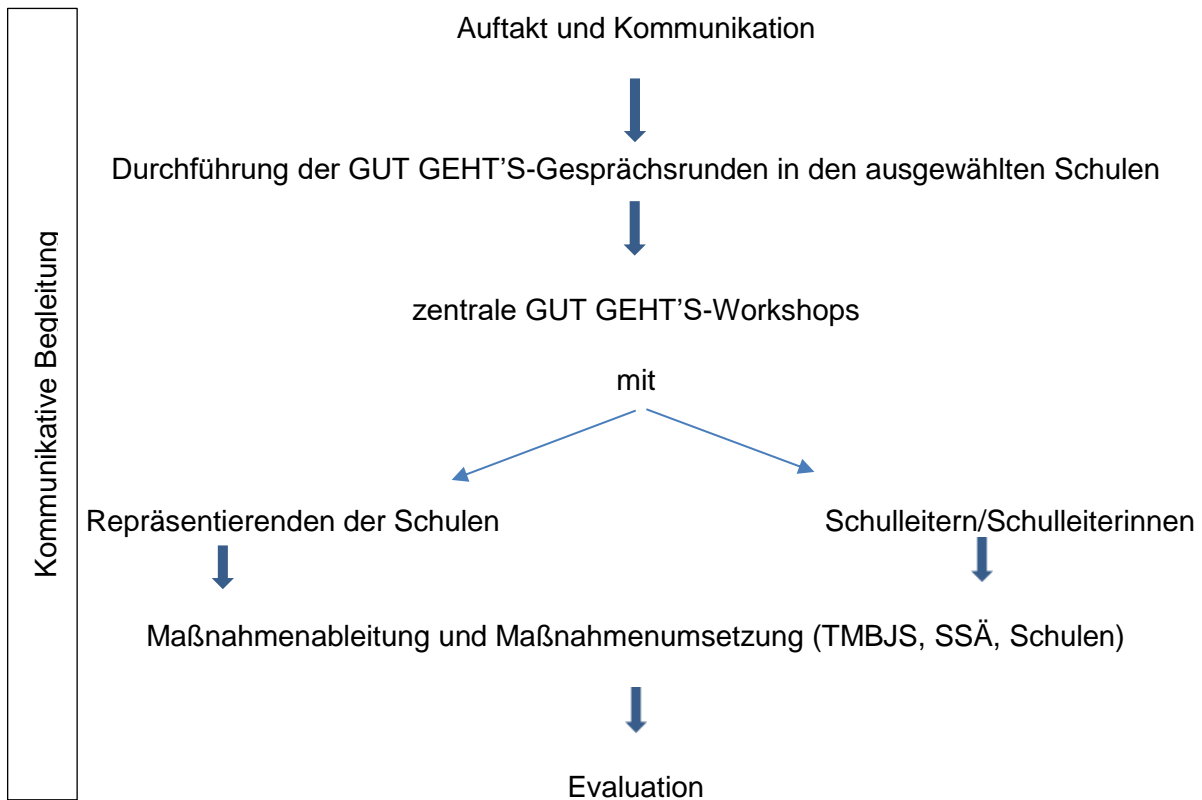 Auftakt und Kommunikation
Durchführung der GUT GEHT’S-Gesprächsrunden in den ausgewählten Schulen
zentrale GUT GEHT’S-Workshops
mit
Repräsentierenden der Schulen
Schulleitern/Schulleiterinnen
Maßnahmenableitung und Maßnahmenumsetzung (TMBJS, SSÄ, Schulen)
Evaluation
Kommunikative Begleitung